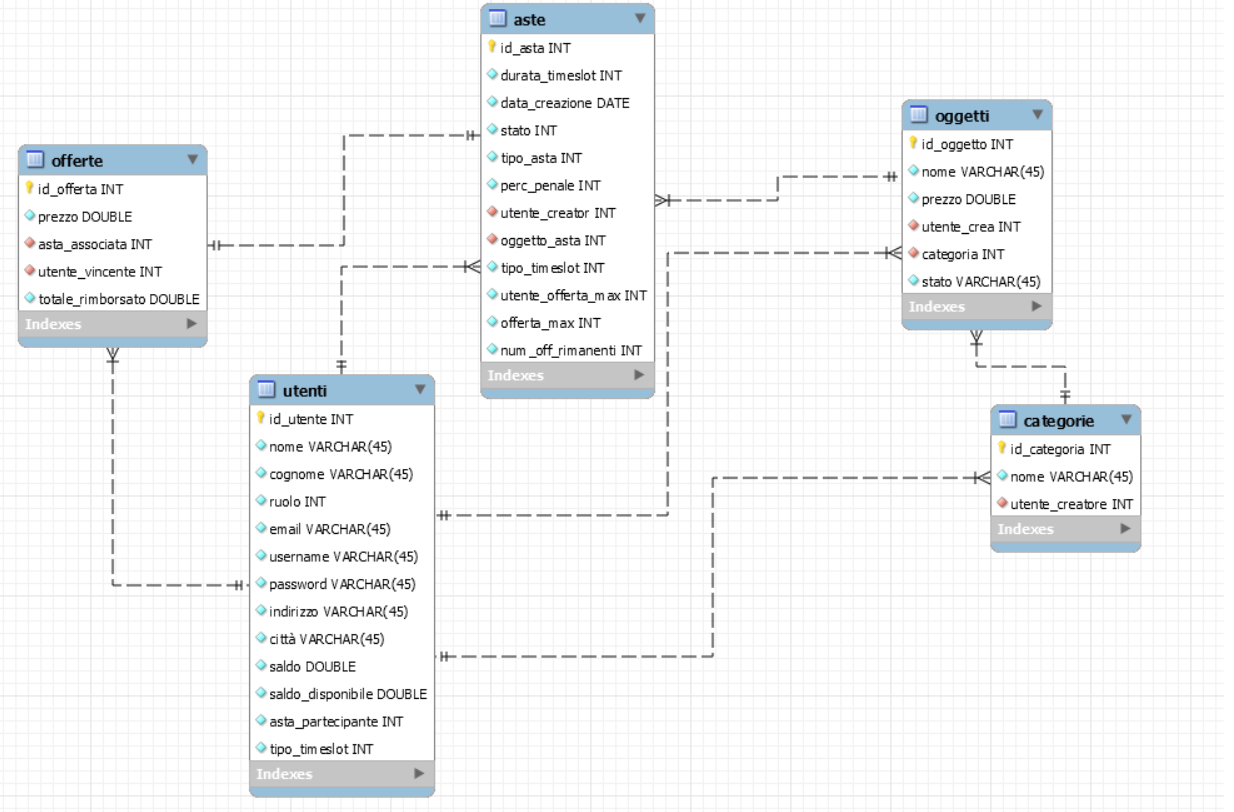 aste
id_asta INT
durata_timeslot INT
data_creazione DATE
stato INT
tipo_asta INT
perc_penale INT
utente_creator INT
oggetto_asta INT
tipo_timeslot INT
utente_offerta_max INT
offerta_max INT
num_off_rimanenti INT
Indexes
oggetti
id_oggetto INT
nome VARCHAR(45)
prezzo DOUBLE
utente_crea INT
categoria INT
stato VARCHAR(45)
Indexes
offerte
id_offerta INT
prezzo DOUBLE
asta_associata INT
utente_vincente INT
totale_rimborsato DOUBLE
Indexes
utenti
id_utente INT
nome VARCHAR(45)
cognome VARCHAR(45)
ruolo INT
email VARCHAR(45)
username VARCHAR(45)
password VARCHAR(45)
indirizzo VARCHAR(45)
città VARCHAR(45)
saldo DOUBLE
saldo_disponibile DOUBLE
asta_partecipante INT
tipo_timeslot INT
Indexes
categorie
id_categoria INT
nome VARCHAR(45)
utente_creatore INT
Indexes